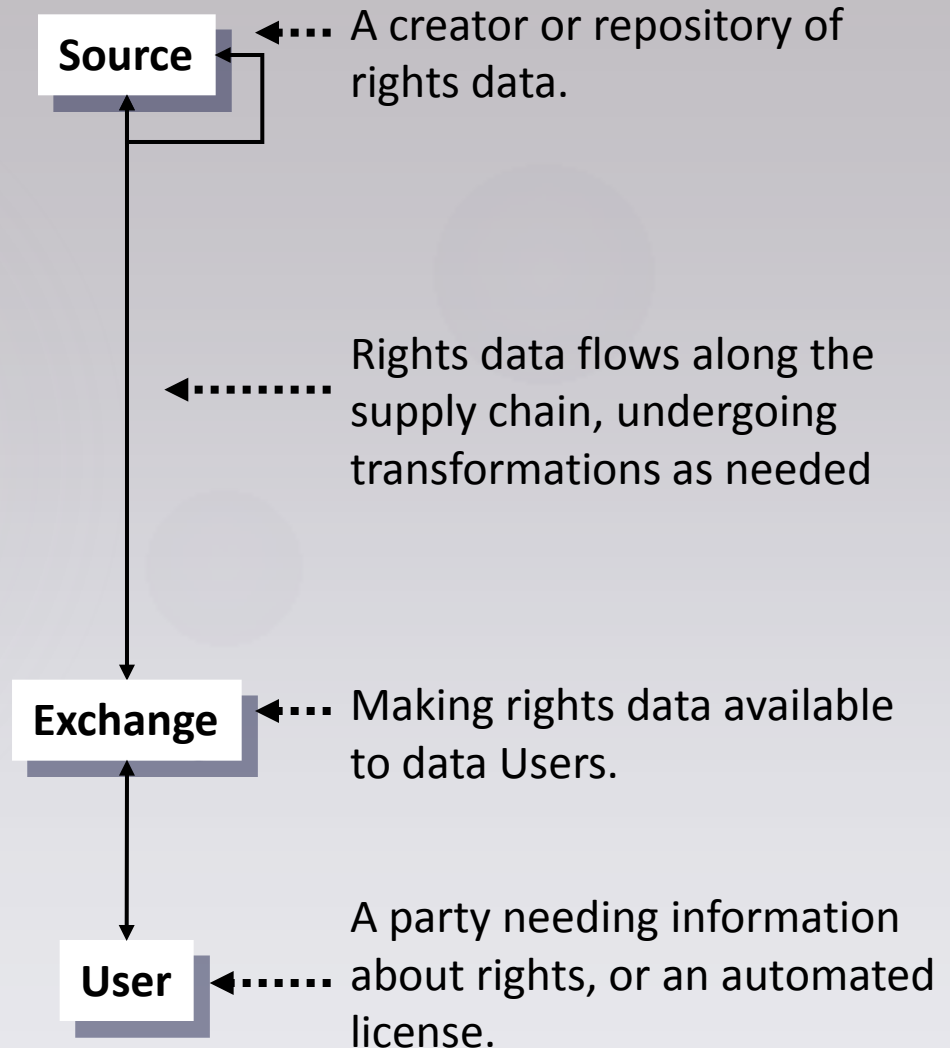 Source
A creator or repository of
rights data.
Rights data flows along the
supply chain, undergoing
transformations as needed
Exchange
Making rights data available
to data Users.
User
A party needing information
about rights, or an automated
license.